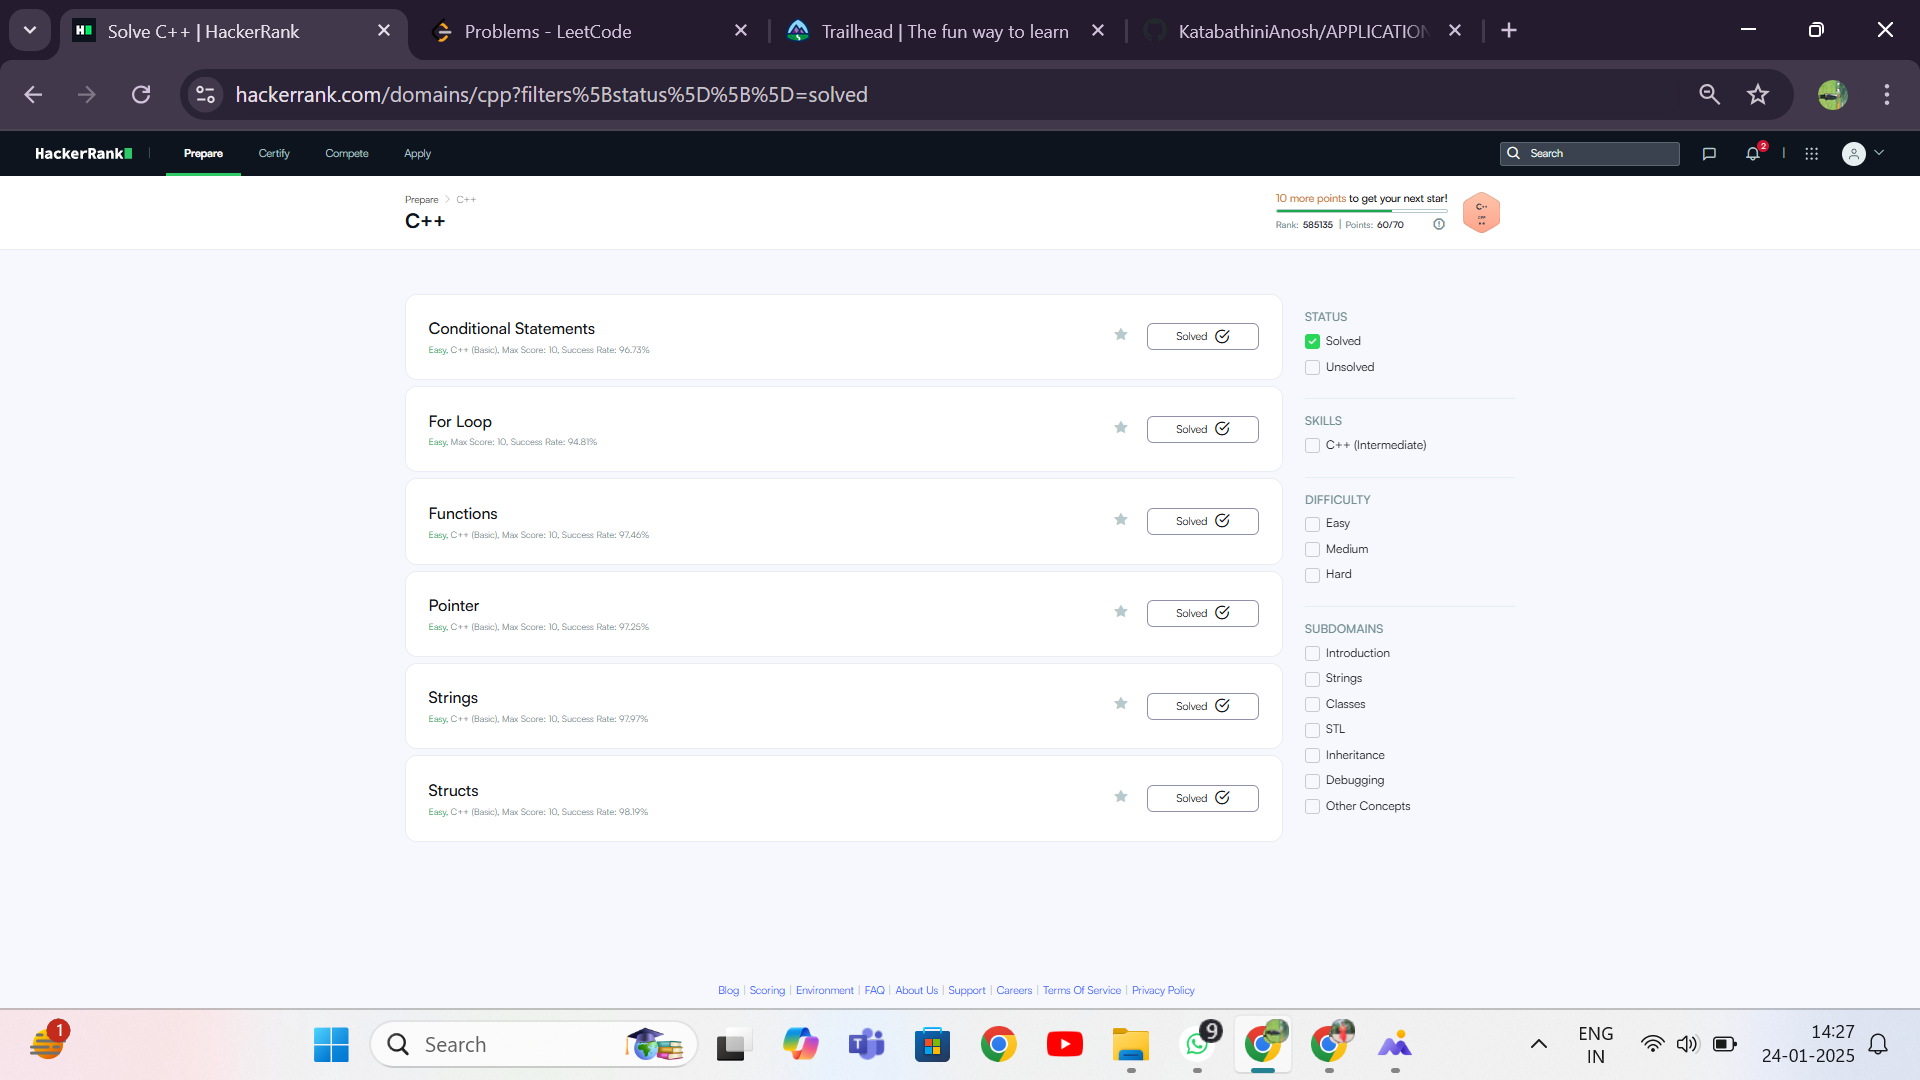 Solve C++ | HackerRank
Problems - LeetCode
Trailhead | The fun way to learn
KatabathiniAnosh/APPLICATION
hackerrank.com/domains/cpp?filters%5Bstatus%5D%5B%5D=solved
HackerRank
Prepare
Certify
Compete
Apply
Search
2
Prepare > C++
C++
10 more points to get your next star!
Rank: 585135 | Points: 60/70
C++
CPP
Conditional Statements
Easy, C++ (Basic), Max Score: 10, Success Rate: 96.73%
Solved
For Loop
Easy, Max Score: 10, Success Rate: 94.81%
Solved
Functions
Easy, C++ (Basic), Max Score: 10, Success Rate: 97.46%
Solved
Pointer
Easy, C++ (Basic), Max Score: 10, Success Rate: 97.25%
Solved
Strings
Easy, C++ (Basic), Max Score: 10, Success Rate: 97.97%
Solved
Structs
Easy, C++ (Basic), Max Score: 10, Success Rate: 98.19%
Solved
STATUS
Solved
Unsolved
SKILLS
C++ (Intermediate)
DIFFICULTY
Easy
Medium
Hard
SUBDOMAINS
Introduction
Strings
Classes
STL
Inheritance
Debugging
Other Concepts
Blog | Scoring | Environment | FAQ | About Us | Support | Careers | Terms Of Service | Privacy Policy
1
Search
9
ENG
IN
14:27
24-01-2025